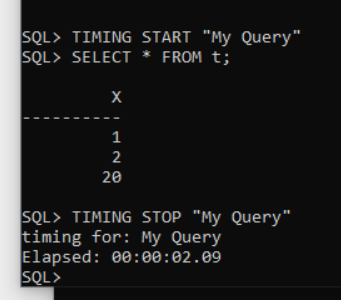 SQL> TIMING START "My Query"
SQL> SELECT * FROM t;
X
----------
1
2
20
SQL> TIMING STOP "My Query"
timing for: My Query
Elapsed: 00:00:02.09
SQL>